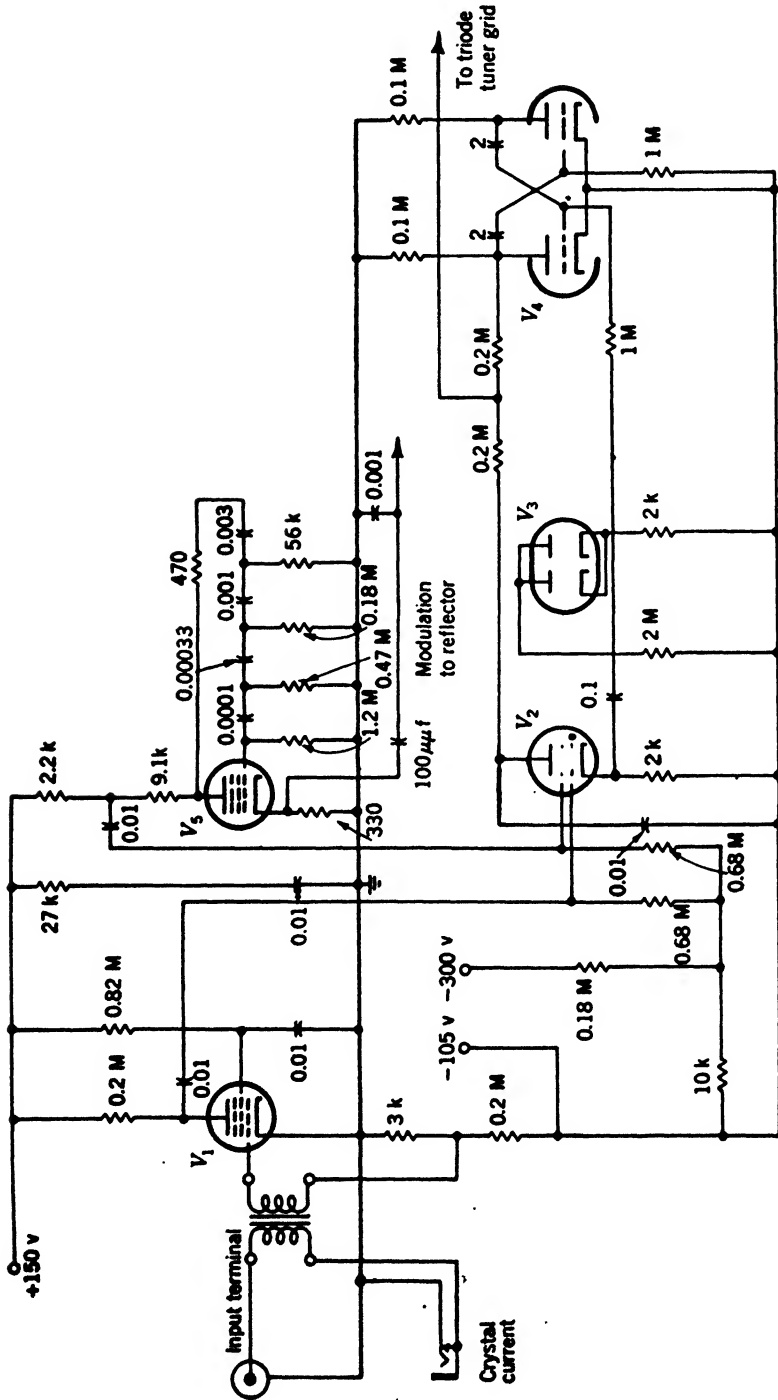 +150 v
Input terminal
Crystal
current
V1
0.2 M
0.82 M
0.01
0.01
27 k
0.01
2.2 k
0.01
9.1k
V5
330
470
0.00033
0.0001
0.001
0.003
1.2 M
0.47 M
0.18 M
56 k
100μμf
Modulation
to reflector
0.001
3 k
0.2 M
−105 v
−300 v
0.18 M
10 k
0.68 M
0.68 M
0.01
V2
2 k
0.1
2 M
V3
2 k
0.2 M
0.2 M
1 M
V4
2
2
0.1 M
0.1 M
1 M
To triode
tuner grid